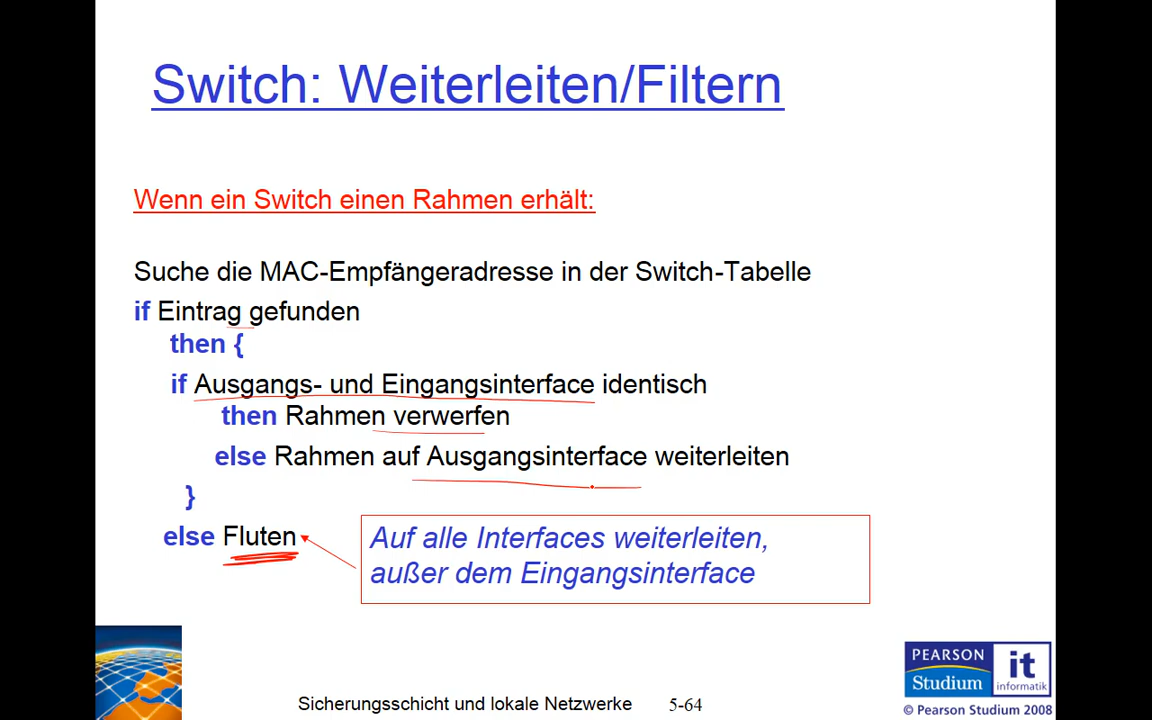 Switch: Weiterleiten/Filtern
Wenn ein Switch einen Rahmen erhält:
Suche die MAC-Empfängeradresse in der Switch-Tabelle
if Eintrag gefunden
then {
if Ausgangs- und Eingangsinterface identisch
then Rahmen verwerfen
else Rahmen auf Ausgangsinterface weiterleiten
}
else Fluten
Auf alle Interfaces weiterleiten,
außer dem Eingangsinterface
Sicherungsschicht und lokale Netzwerke
5-64
PEARSON
Studium
it
informatik
© Pearson Studium 2008